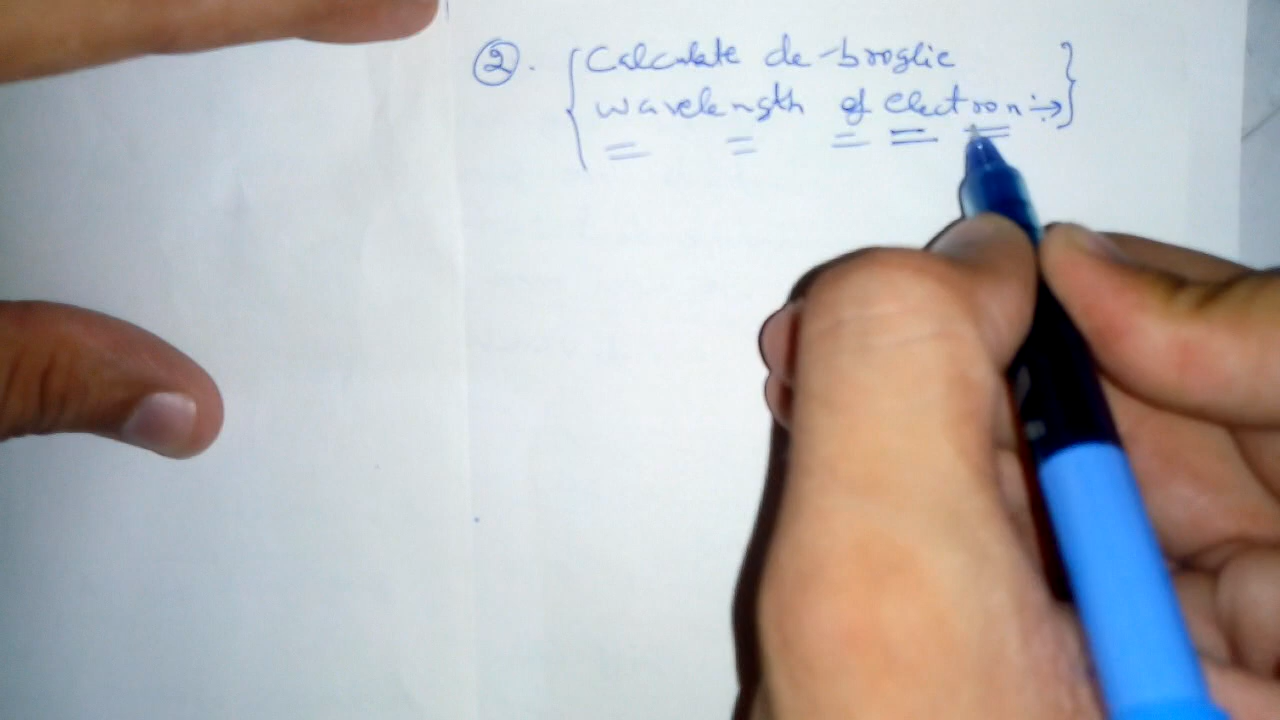 ②. { Calculate de-broglie }
wavelength of electron :→